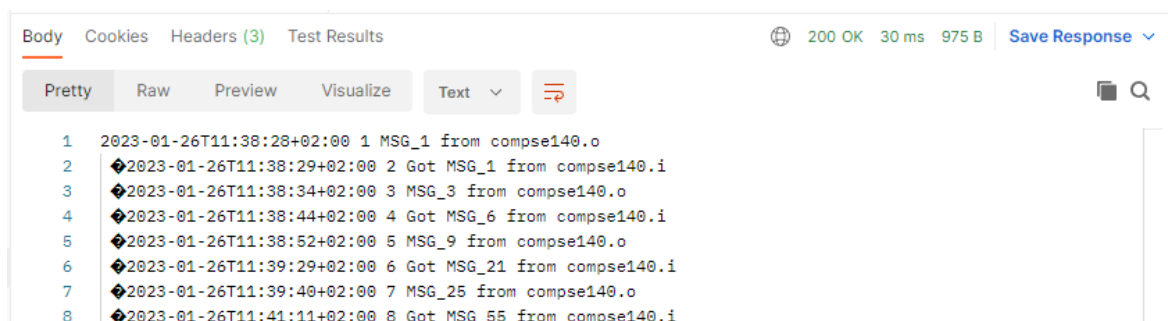 Body Cookies Headers (3) Test Results 200 OK 30 ms 975 B Save Response
Pretty Raw Preview Visualize Text
1 2023-01-26T11:38:28+02:00 1 MSG_1 from compse140.o
2 �2023-01-26T11:38:29+02:00 2 Got MSG_1 from compse140.i
3 �2023-01-26T11:38:34+02:00 3 MSG_3 from compse140.o
4 �2023-01-26T11:38:44+02:00 4 Got MSG_6 from compse140.i
5 �2023-01-26T11:38:52+02:00 5 MSG_9 from compse140.o
6 �2023-01-26T11:39:29+02:00 6 Got MSG_21 from compse140.i
7 �2023-01-26T11:39:40+02:00 7 MSG_25 from compse140.o
8 �2023-01-26T11:41:11+02:00 8 Got MSG_55 from compse140.i